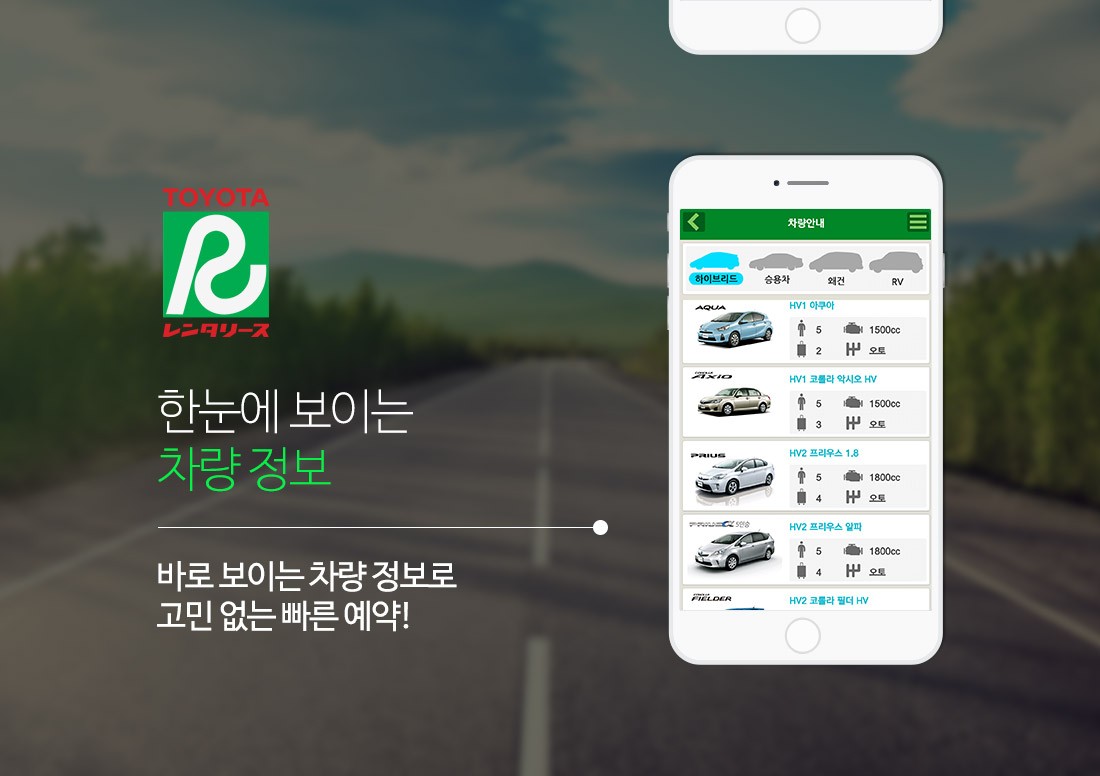 TOYOTA
レンタリース
한눈에 보이는
차량 정보
바로 보이는 차량 정보로
고민 없는 빠른 예약!
차량안내
하이브리드 승용차 왜건 RV
AQUA
HV1 아쿠아
5 1500cc
2 오토
AXIO
HV1 코롤라 악시오 HV
5 1500cc
3 오토
PRIUS
HV2 프리우스 1.8
5 1800cc
4 오토
PRIUS α 5인승
HV2 프리우스 알파
5 1800cc
4 오토
FIELDER
HV2 코롤라 필더 HV